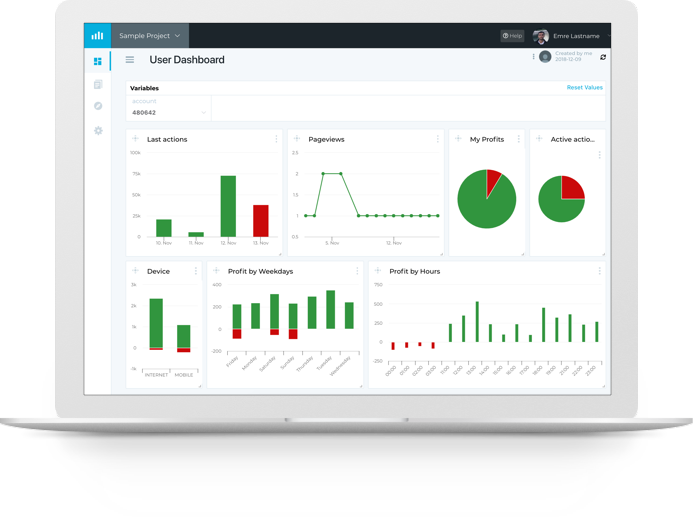 Sample Project
Help
Emre Lastname
User Dashboard
Created by me
2018-12-09
Variables
Reset Values
account
480642
Last actions
100k
75k
50k
25k
0
10. Nov
11. Nov
12. Nov
13. Nov
Pageviews
2.5
2
1.5
1
0.5
5. Nov
12. Nov
My Profits
Active actio...
Device
3k
2k
1k
0
-1k
INTERNET
MOBILE
Profit by Weekdays
400
200
0
-200
Friday
Monday
Saturday
Sunday
Thursday
Tuesday
Wednesday
Profit by Hours
750
500
250
0
-250
00:00
01:00
02:00
03:00
11:00
12:00
13:00
14:00
15:00
16:00
17:00
18:00
19:00
21:00
22:00
23:00